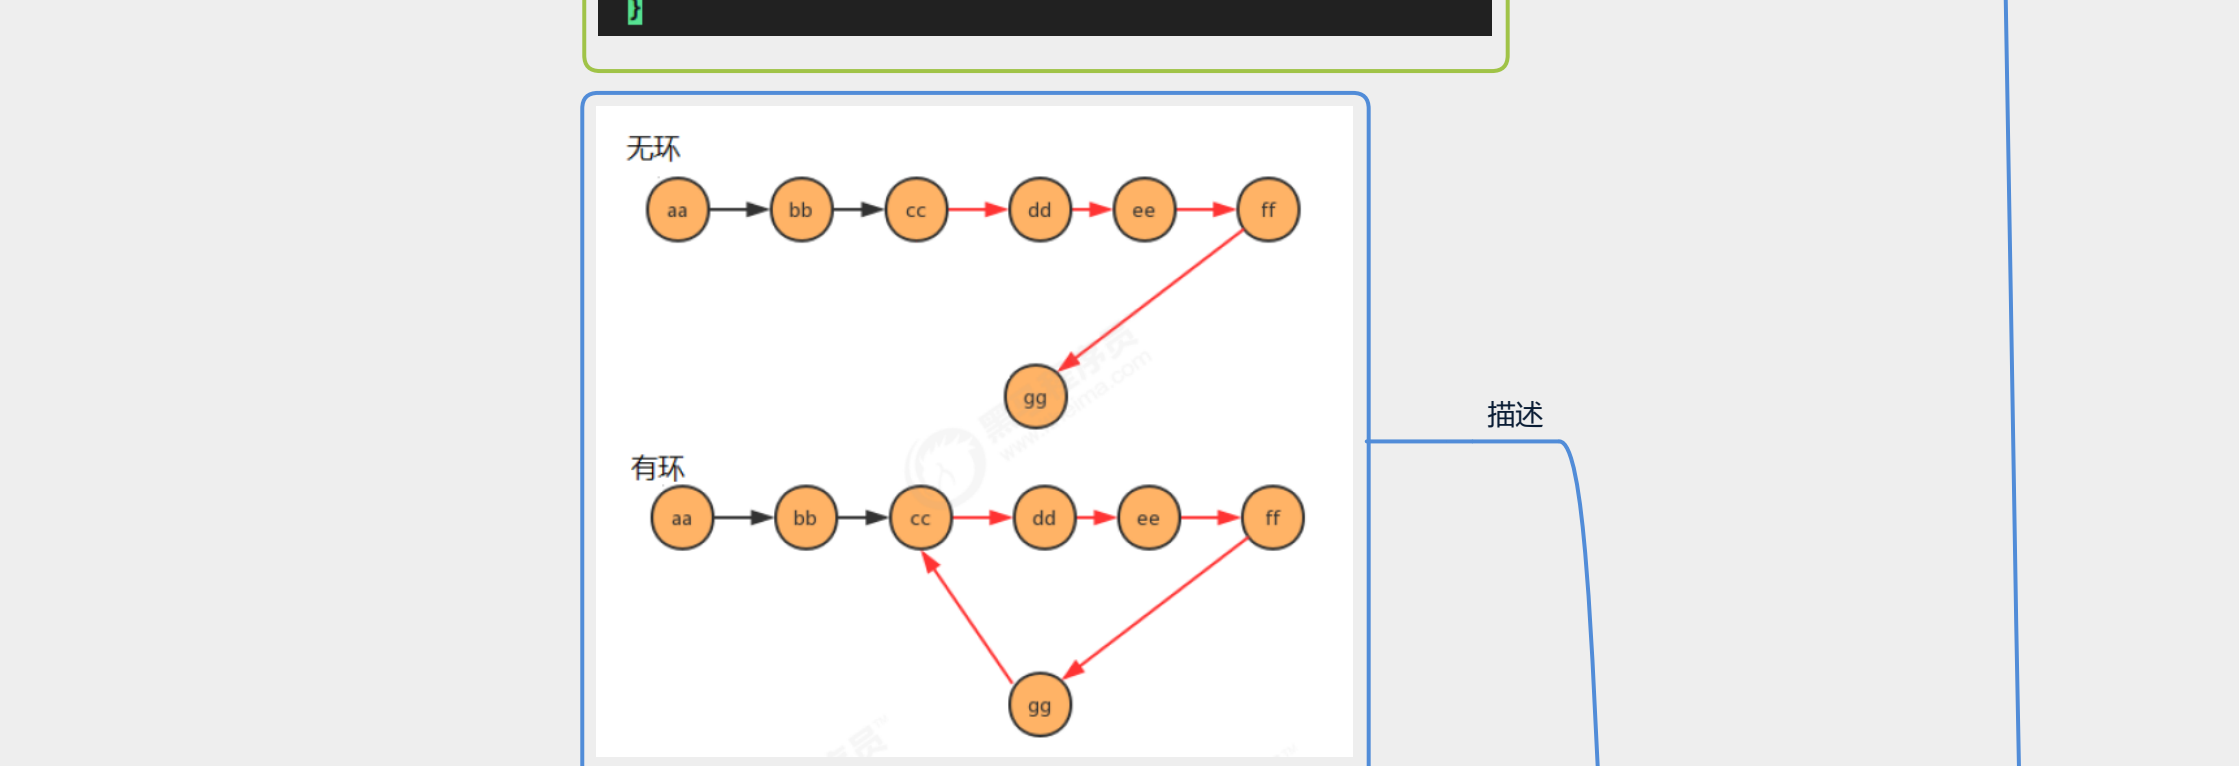 }
无环
aa bb cc dd ee ff
gg
描述
有环
aa bb cc dd ee ff
gg